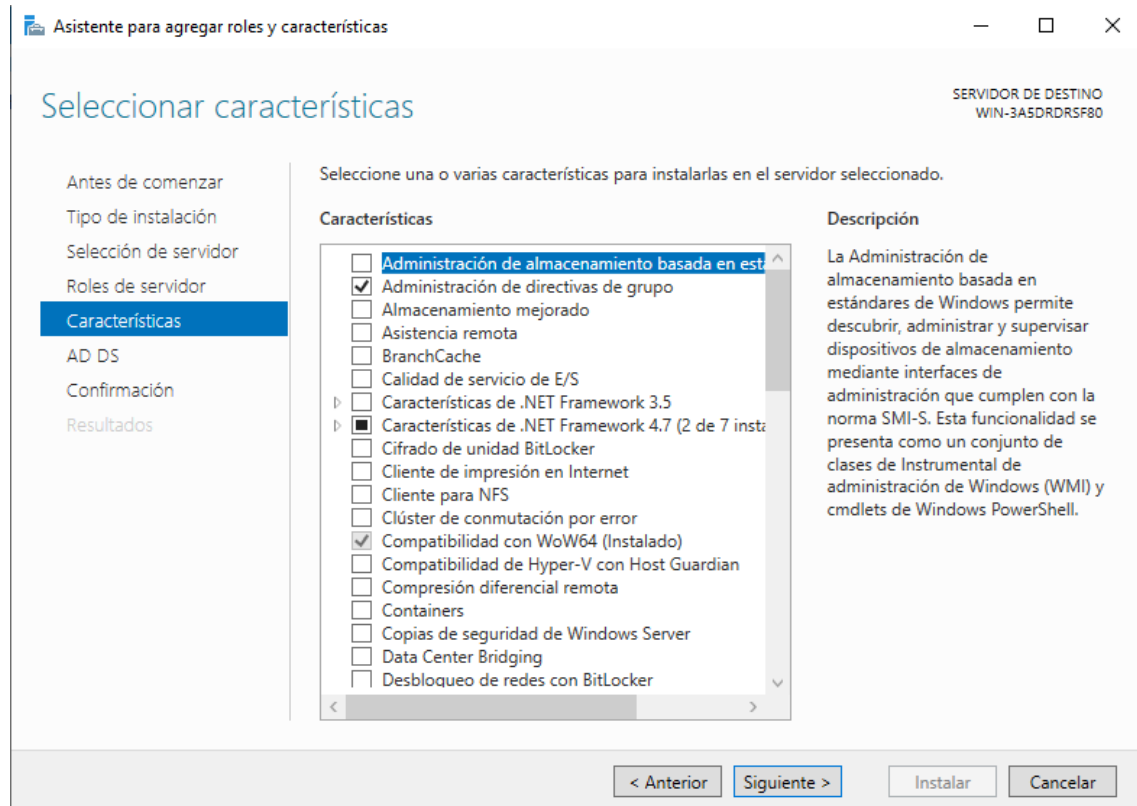 Asistente para agregar roles y características
Seleccionar características
SERVIDOR DE DESTINO
WIN-3A5DRDRSF80
Antes de comenzar
Tipo de instalación
Selección de servidor
Roles de servidor
Características
AD DS
Confirmación
Resultados
Seleccione una o varias características para instalarlas en el servidor seleccionado.
Características
Administración de almacenamiento basada en está
Administración de directivas de grupo
Almacenamiento mejorado
Asistencia remota
BranchCache
Calidad de servicio de E/S
Características de .NET Framework 3.5
Características de .NET Framework 4.7 (2 de 7 insta
Cifrado de unidad BitLocker
Cliente de impresión en Internet
Cliente para NFS
Clúster de conmutación por error
Compatibilidad con WoW64 (Instalado)
Compatibilidad de Hyper-V con Host Guardian
Compresión diferencial remota
Containers
Copias de seguridad de Windows Server
Data Center Bridging
Desbloqueo de redes con BitLocker
Descripción
La Administración de
almacenamiento basada en
estándares de Windows permite
descubrir, administrar y supervisar
dispositivos de almacenamiento
mediante interfaces de
administración que cumplen con la
norma SMI-S. Esta funcionalidad se
presenta como un conjunto de
clases de Instrumental de
administración de Windows (WMI) y
cmdlets de Windows PowerShell.
< Anterior
Siguiente >
Instalar
Cancelar